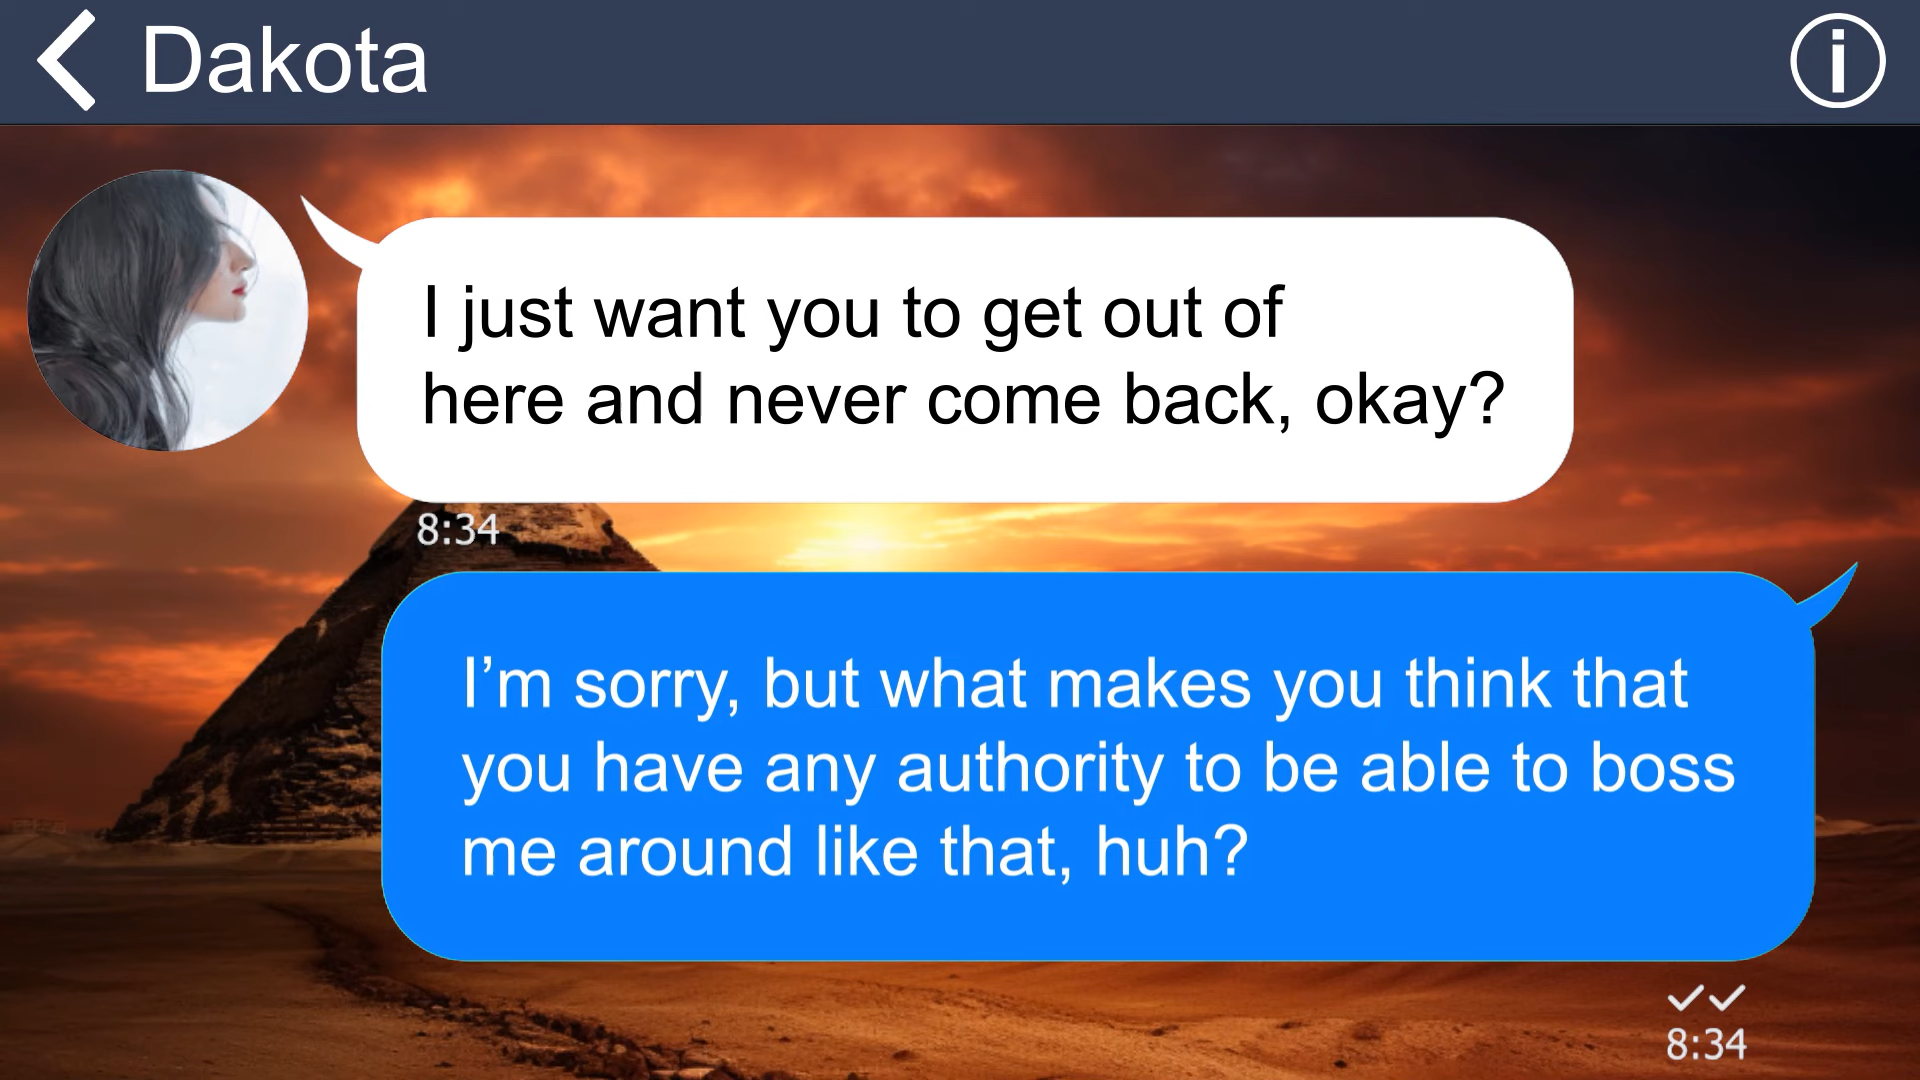 Dakota
I just want you to get out of
here and never come back, okay?
8:34
I’m sorry, but what makes you think that
you have any authority to be able to boss
me around like that, huh?
8:34